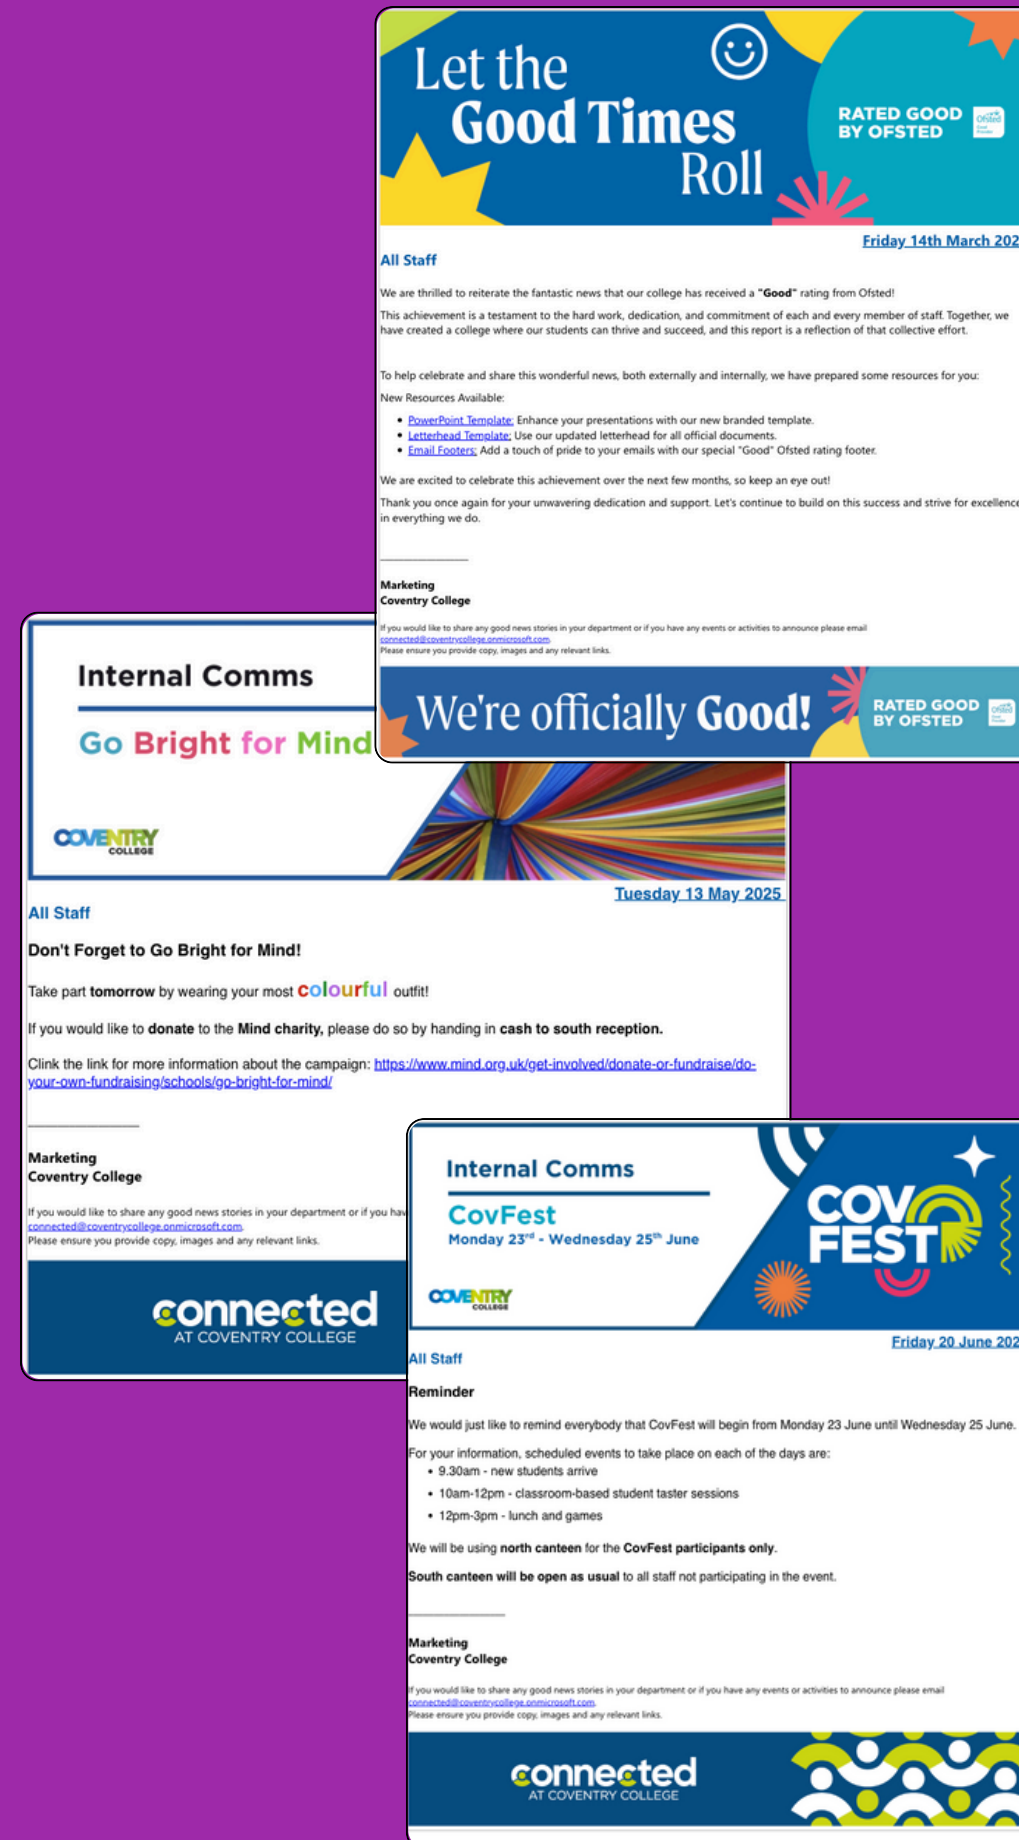 Let the
Good Times
Roll
RATED GOOD
BY OFSTED
Ofsted
Good
Provider
Friday 14th March 202
All Staff
We are thrilled to reiterate the fantastic news that our college has received a "Good" rating from Ofsted!
This achievement is a testament to the hard work, dedication, and commitment of each and every member of staff. Together, we
have created a college where our students can thrive and succeed, and this report is a reflection of that collective effort.
To help celebrate and share this wonderful news, both externally and internally, we have prepared some resources for you:
New Resources Available:
• PowerPoint Template: Enhance your presentations with our new branded template.
• Letterhead Template: Use our updated letterhead for all official documents.
• Email Footers: Add a touch of pride to your emails with our special "Good" Ofsted rating footer.
We are excited to celebrate this achievement over the next few months, so keep an eye out!
Thank you once again for your unwavering dedication and support. Let's continue to build on this success and strive for excellence
in everything we do.
Marketing
Coventry College
If you would like to share any good news stories in your department or if you have any events or activities to announce please email
connected@coventrycollege.onmicrosoft.com.
Please ensure you provide copy, images and any relevant links.
We're officially Good!
RATED GOOD
BY OFSTED
Ofsted
Internal Comms
Go Bright for Mind
COVENTRY
COLLEGE
Tuesday 13 May 2025
All Staff
Don't Forget to Go Bright for Mind!
Take part tomorrow by wearing your most colourful outfit!
If you would like to donate to the Mind charity, please do so by handing in cash to south reception.
Clink the link for more information about the campaign: https://www.mind.org.uk/get-involved/donate-or-fundraise/do-
your-own-fundraising/schools/go-bright-for-mind/
Marketing
Coventry College
If you would like to share any good news stories in your department or if you hav
connected@coventrycollege.onmicrosoft.com.
Please ensure you provide copy, images and any relevant links.
connected
AT COVENTRY COLLEGE
Internal Comms
CovFest
Monday 23rd - Wednesday 25th June
COV
FEST
COVENTRY
COLLEGE
Friday 20 June 202
All Staff
Reminder
We would just like to remind everybody that CovFest will begin from Monday 23 June until Wednesday 25 June.
For your information, scheduled events to take place on each of the days are:
• 9.30am - new students arrive
• 10am-12pm - classroom-based student taster sessions
• 12pm-3pm - lunch and games
We will be using north canteen for the CovFest participants only.
South canteen will be open as usual to all staff not participating in the event.
Marketing
Coventry College
If you would like to share any good news stories in your department or if you have any events or activities to announce please email
connected@coventrycollege.onmicrosoft.com.
Please ensure you provide copy, images and any relevant links.
connected
AT COVENTRY COLLEGE